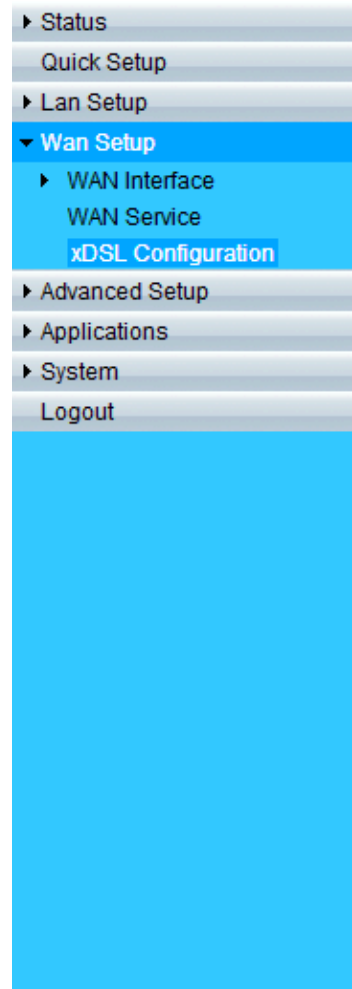 Status
Quick Setup
Lan Setup
Wan Setup
WAN Interface
WAN Service
xDSL Configuration
Advanced Setup
Applications
System
Logout